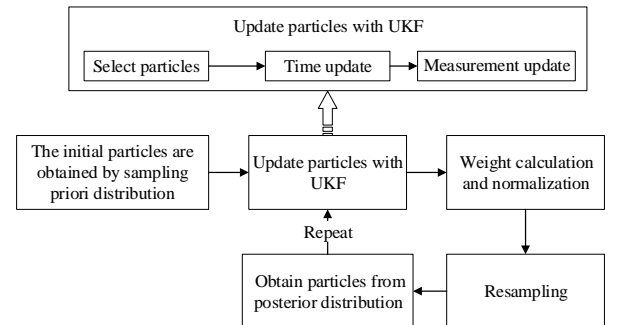 Update particles with UKF
Select particles
Time update
Measurement update
The initial particles are
obtained by sampling
priori distribution
Update particles with
UKF
Weight calculation
and normalization
Repeat
Obtain particles from
posterior distribution
Resampling